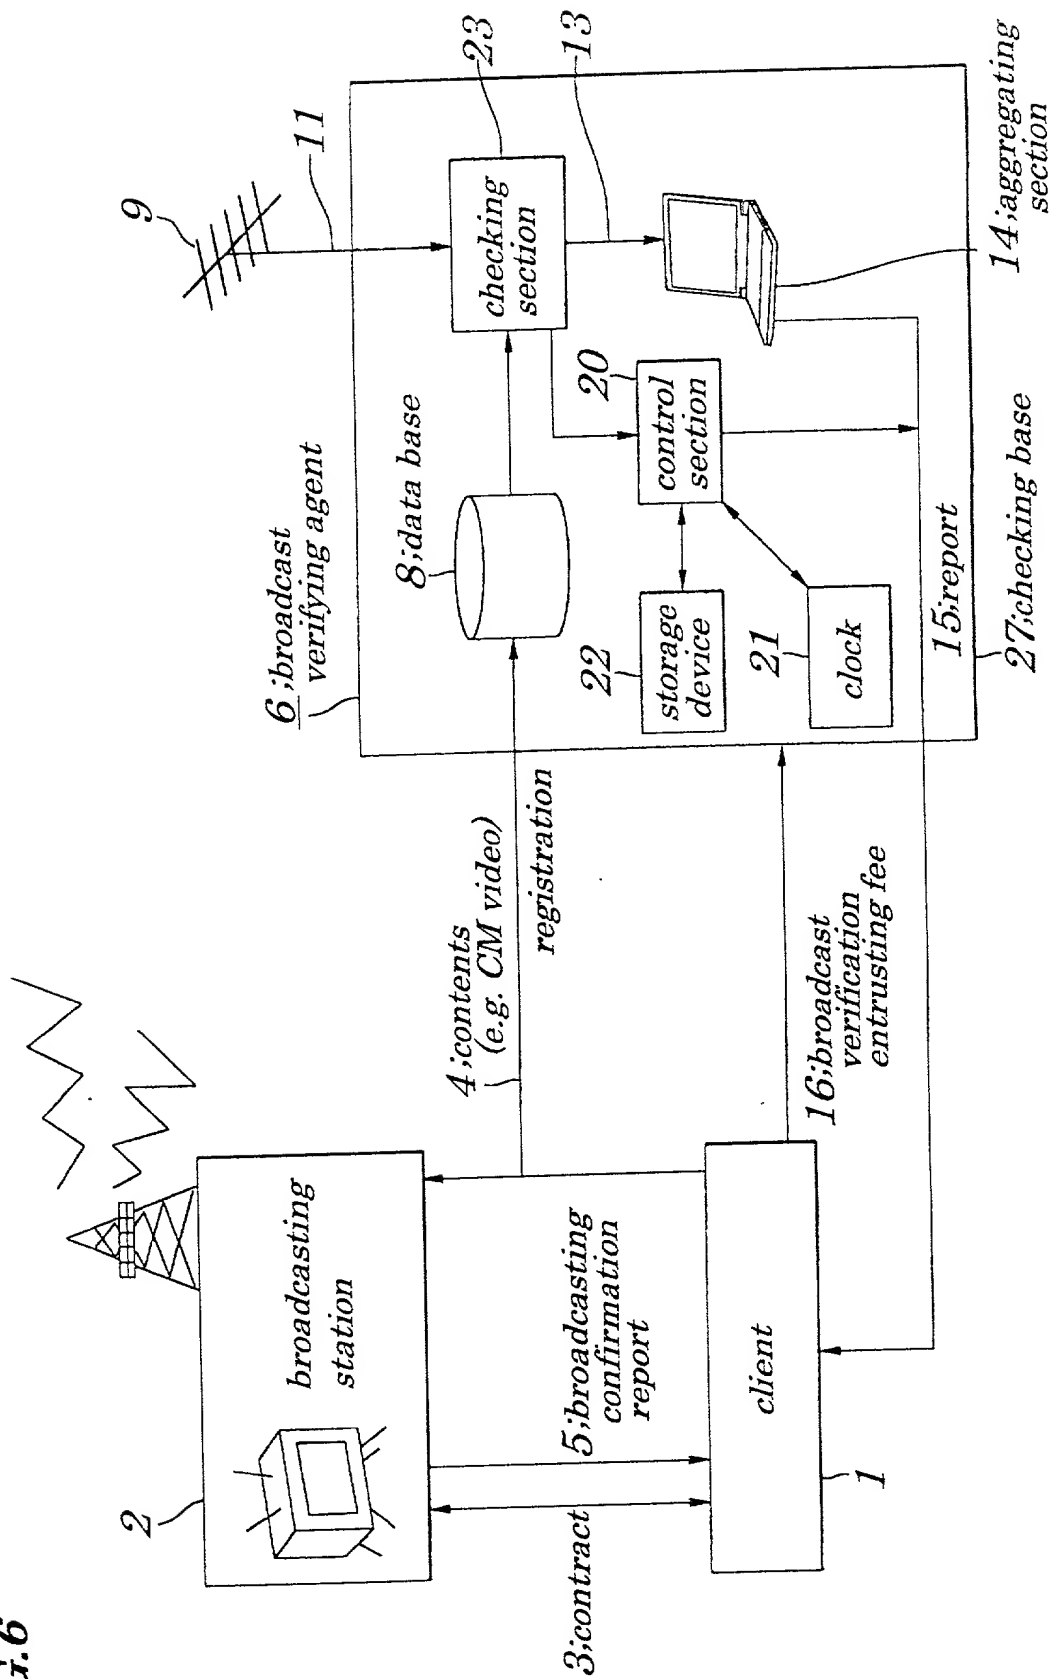 2
broadcasting
station
3;contract
5;broadcasting
confirmation
report
1
client
4;contents
(e.g. CM video)
registration
16;broadcast
verification
entrusting fee
6;broadcast
verifying agent
9
11
8;data base
23
checking
section
13
20
control
section
22
storage
device
21
clock
14;aggregating
section
15;report
27;checking base